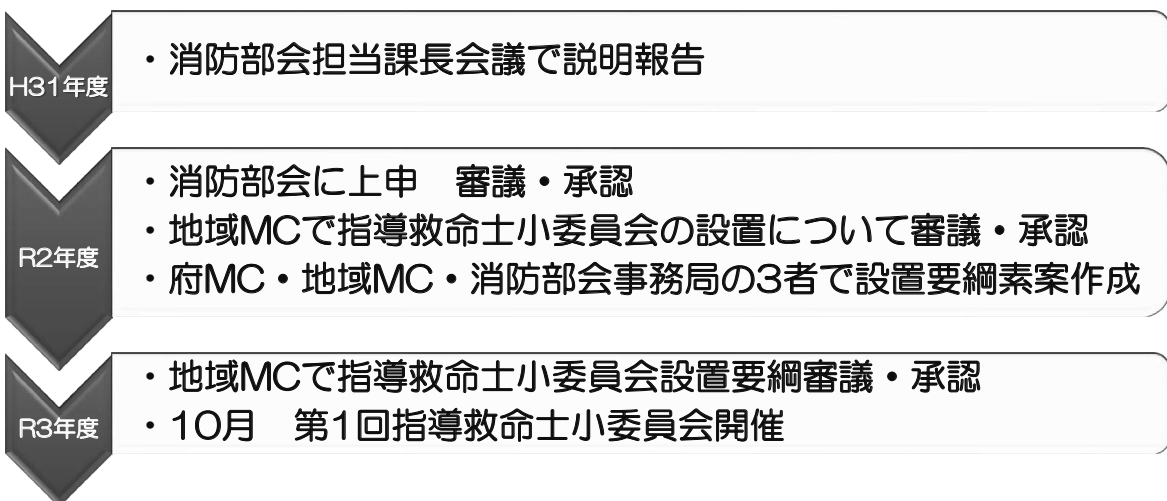 H31年度
・消防部会担当課長会議で説明報告
R2年度
・消防部会に上申　審議・承認
・地域MCで指導救命士小委員会の設置について審議・承認
・府MC・地域MC・消防部会事務局の3者で設置要綱素案作成
R3年度
・地域MCで指導救命士小委員会設置要綱審議・承認
・10月　第1回指導救命士小委員会開催